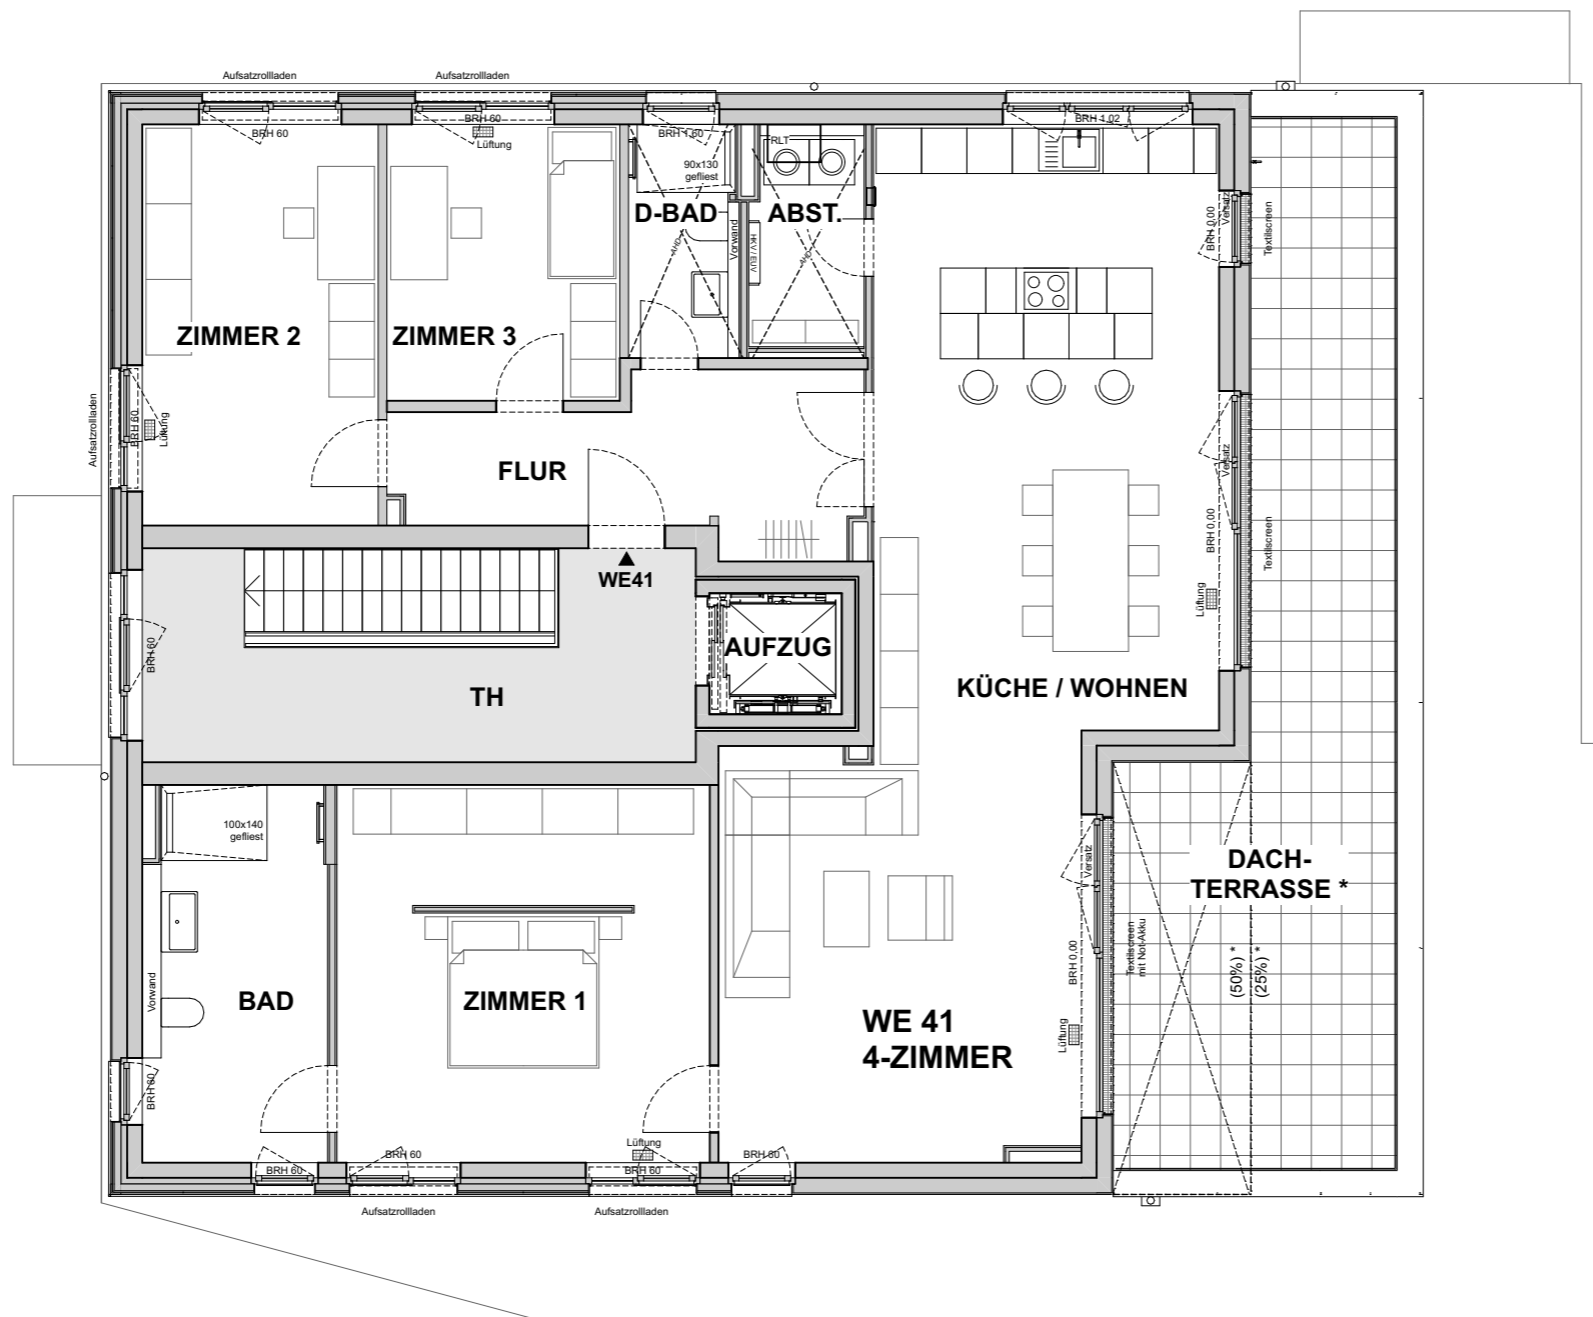 Aufsatzrollladen
Aufsatzrollladen
BRH 60
BRH 60
Lüftung
BRH 1,60
90x130
gefliest
RLT
BRH 1,02
D-BAD
ABST.
AHD
Vorwand
HKV / EUV
AHD
BRH 0,00
Versatz
Textilscreen
ZIMMER 2
ZIMMER 3
Aufsatzrollladen
BRH 60
Lüftung
FLUR
Versatz
BRH 0,00
Textilscreen
Lüftung
WE41
BRH 60
AUFZUG
TH
KÜCHE / WOHNEN
100x140
gefliest
Versatz
DACH-
TERRASSE *
Textilscreen
mit Not-Akku
BRH 0,00
(50%) *
(25%) *
Vorwand
BAD
ZIMMER 1
WE 41
4-ZIMMER
Lüftung
BRH 60
Lüftung
BRH 60
BRH 60
BRH 60
BRH 60
Aufsatzrollladen
Aufsatzrollladen